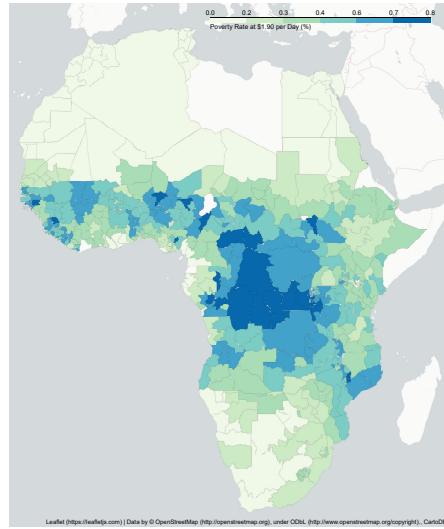 0.0 0.2 0.3 0.4 0.6 0.7 0.8
Poverty Rate at $1.90 per Day (%)
Leaflet (https://leafletjs.com) | Data by © OpenStreetMap (http://openstreetmap.org), under ODbL (http://www.openstreetmap.org/copyright)., CartoDB